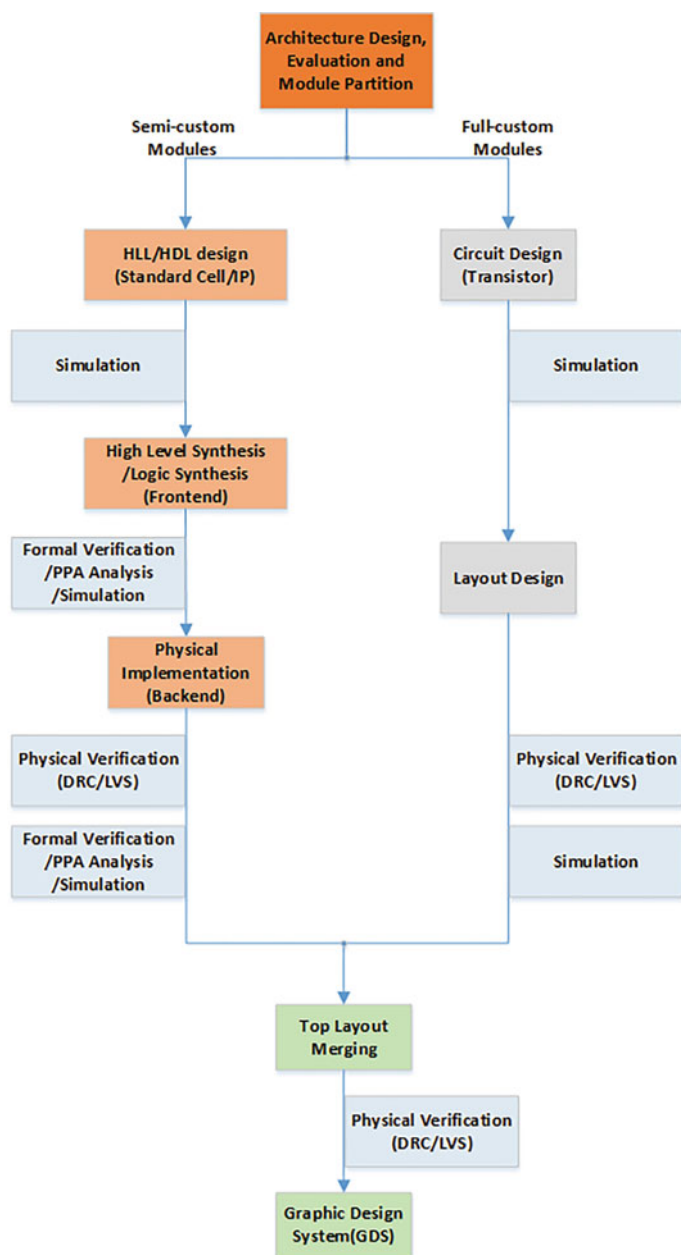 Architecture Design,
Evaluation and
Module Partition
Semi-custom
Modules
Full-custom
Modules
HLL/HDL design
(Standard Cell/IP)
Circuit Design
(Transistor)
Simulation
Simulation
High Level Synthesis
/Logic Synthesis
(Frontend)
Formal Verification
/PPA Analysis
/Simulation
Layout Design
Physical
Implementation
(Backend)
Physical Verification
(DRC/LVS)
Physical Verification
(DRC/LVS)
Formal Verification
/PPA Analysis
/Simulation
Simulation
Top Layout
Merging
Physical Verification
(DRC/LVS)
Graphic Design
System(GDS)